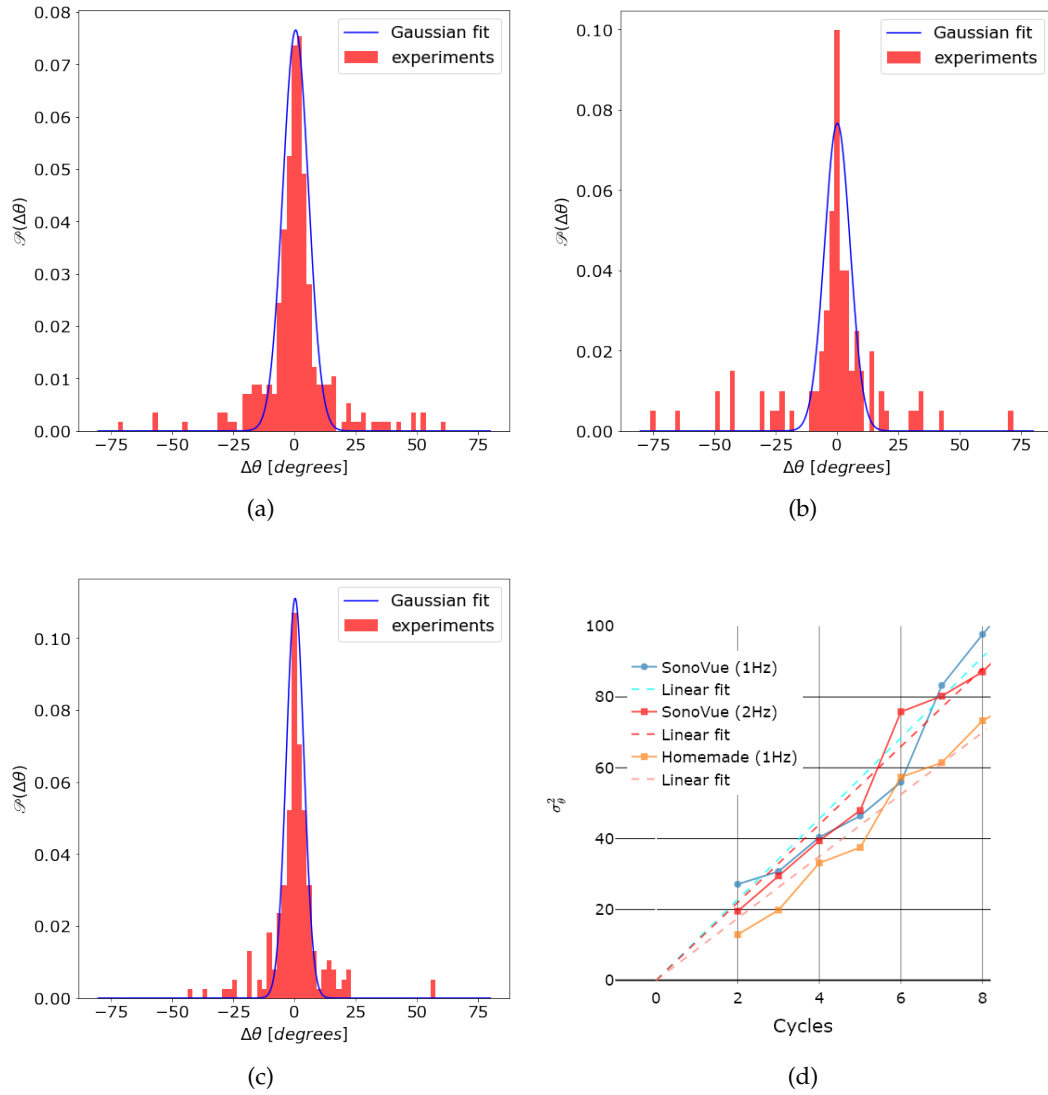 0.08
0.07
0.06
0.05
0.04
0.03
0.02
0.01
0.00
𝒫(Δθ)
Gaussian fit
experiments
−75 −50 −25 0 25 50 75
Δθ [degrees]
(a)
0.10
0.08
0.06
0.04
0.02
0.00
𝒫(Δθ)
Gaussian fit
experiments
−75 −50 −25 0 25 50 75
Δθ [degrees]
(b)
0.10
0.08
0.06
0.04
0.02
0.00
𝒫(Δθ)
Gaussian fit
experiments
−75 −50 −25 0 25 50 75
Δθ [degrees]
(c)
100
80
60
40
20
0
σ²θ
SonoVue (1Hz)
Linear fit
SonoVue (2Hz)
Linear fit
Homemade (1Hz)
Linear fit
0 2 4 6 8
Cycles
(d)